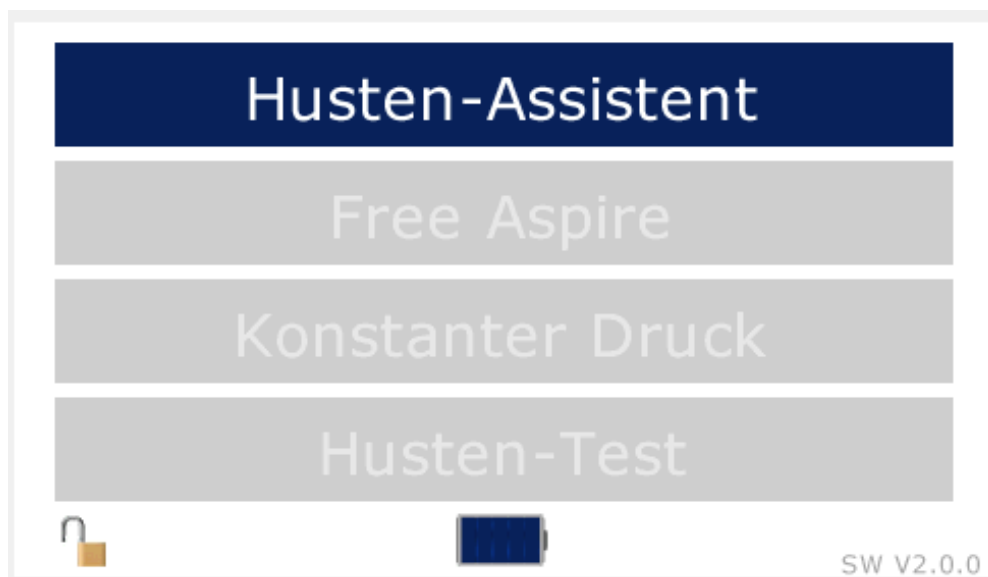 Husten-Assistent
Free Aspire
Konstanter Druck
Husten-Test
SW V2.0.0